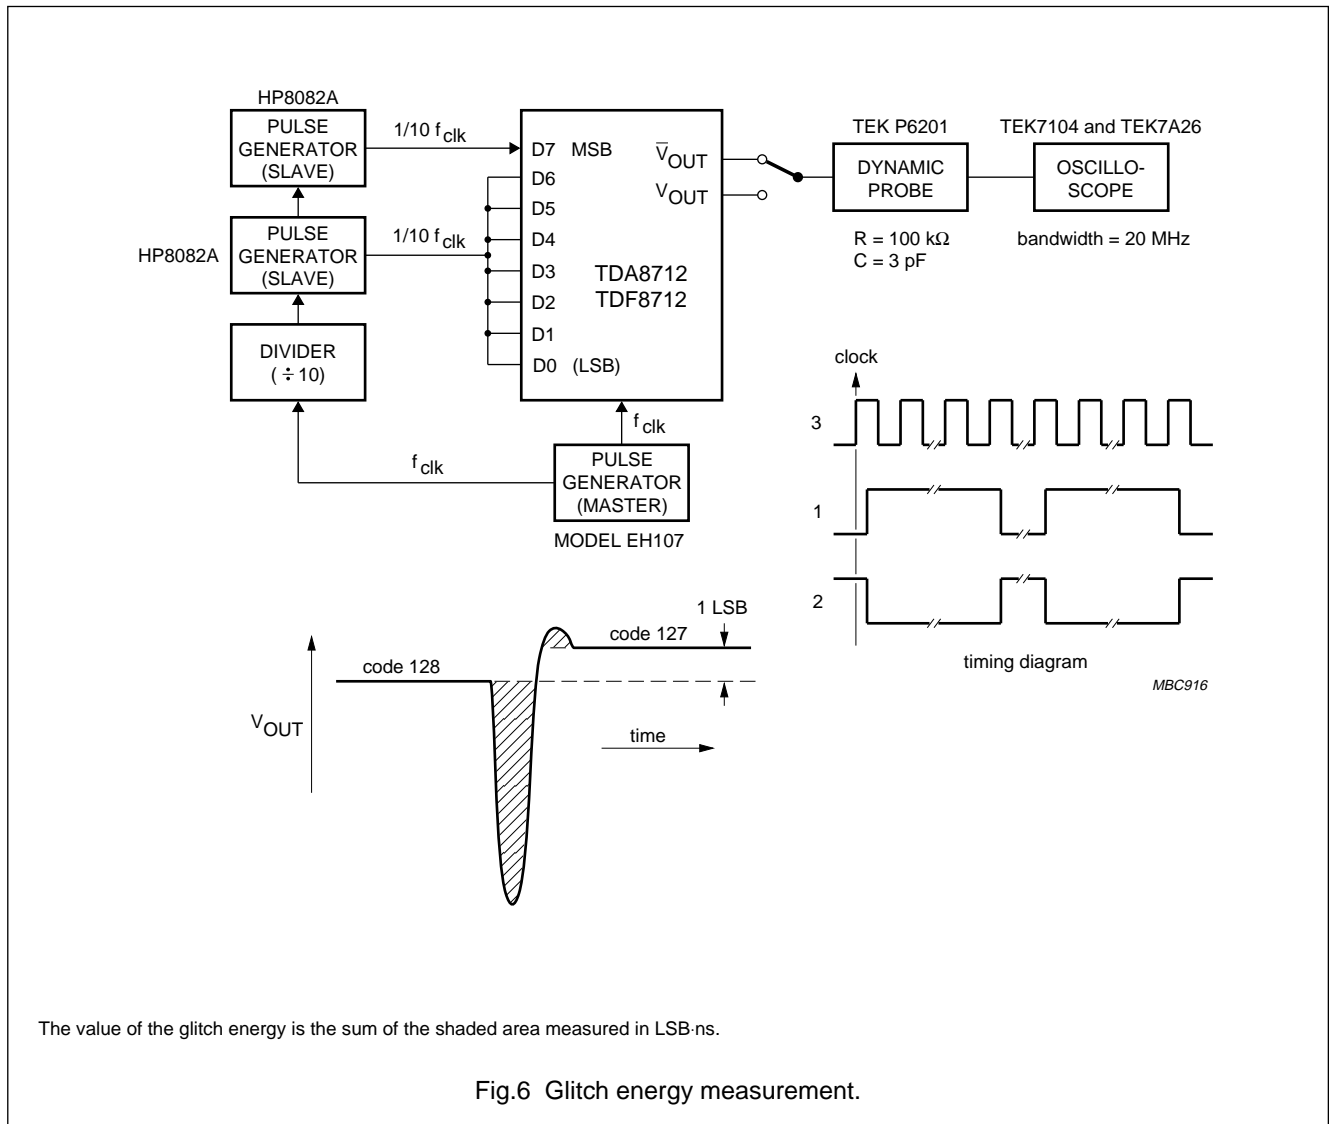 HP8082A
PULSE
GENERATOR
(SLAVE)
1/10 fclk
HP8082A
PULSE
GENERATOR
(SLAVE)
1/10 fclk
DIVIDER
(÷10)
fclk
D7 MSB
D6
D5
D4
D3
D2
D1
D0 (LSB)
TDA8712
TDF8712
V̅OUT
VOUT
fclk
PULSE
GENERATOR
(MASTER)
MODEL EH107
TEK P6201
DYNAMIC
PROBE
R = 100 kΩ
C = 3 pF
TEK7104 and TEK7A26
OSCILLO-
SCOPE
bandwidth = 20 MHz
clock
3
1
2
timing diagram
MBC916
1 LSB
code 127
code 128
VOUT
time
The value of the glitch energy is the sum of the shaded area measured in LSB·ns.
Fig.6 Glitch energy measurement.